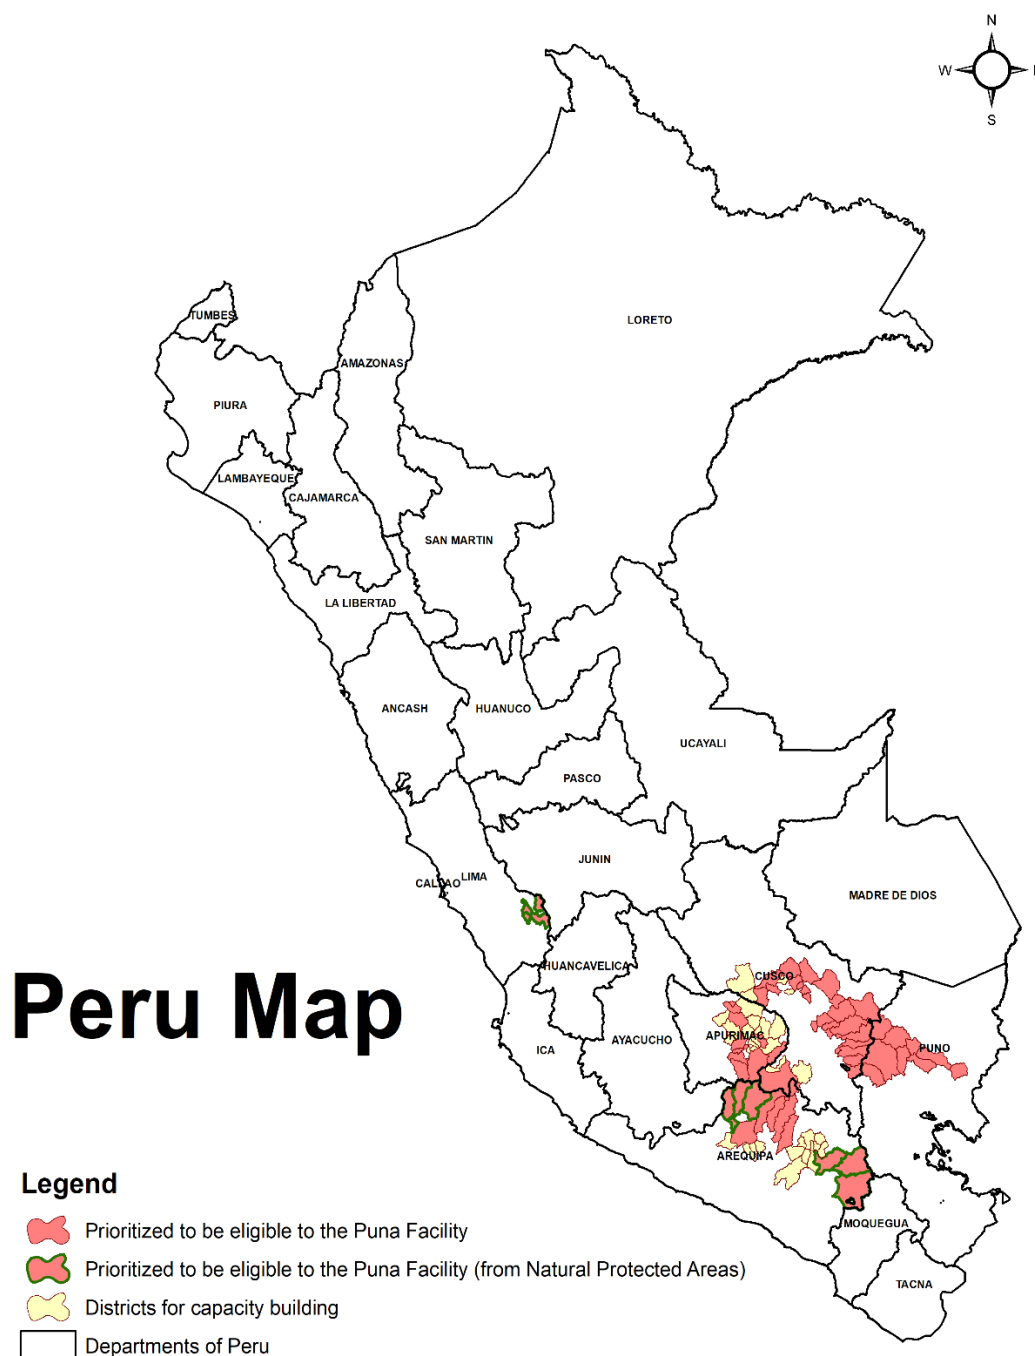 N
W
S
LORETO
TUMBES
AMAZONAS
PIURA
LAMBAYEQUE
CAJAMARCA
SAN MARTIN
LA LIBERTAD
ANCASH
HUANUCO
UCAYALI
PASCO
JUNIN
CALLAO
LIMA
MADRE DE DIOS
HUANCAVELICA
CUSCO
Peru Map
APURIMAC
AYACUCHO
ICA
PUNO
AREQUIPA
MOQUEGUA
TACNA
Legend
Prioritized to be eligible to the Puna Facility
Prioritized to be eligible to the Puna Facility (from Natural Protected Areas)
Districts for capacity building
Departments of Peru